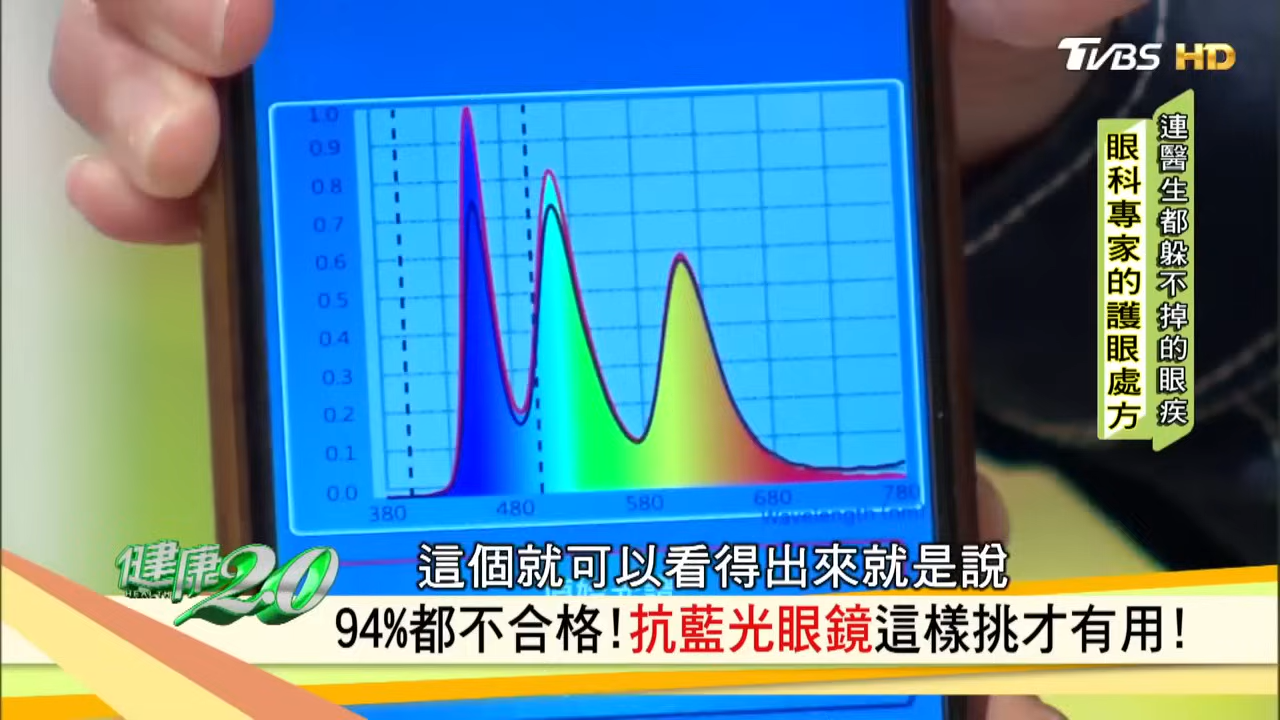 TVBS HD
連醫生都躲不掉的眼疾
眼科專家的護眼處方
1.0
0.9
0.8
0.7
0.6
0.5
0.4
0.3
0.2
0.1
0.0
380 480 580 680 780
Wavelength (nm)
健康2.0
HEALTH
這個就可以看得出來就是說
94%都不合格!抗藍光眼鏡這樣挑才有用!